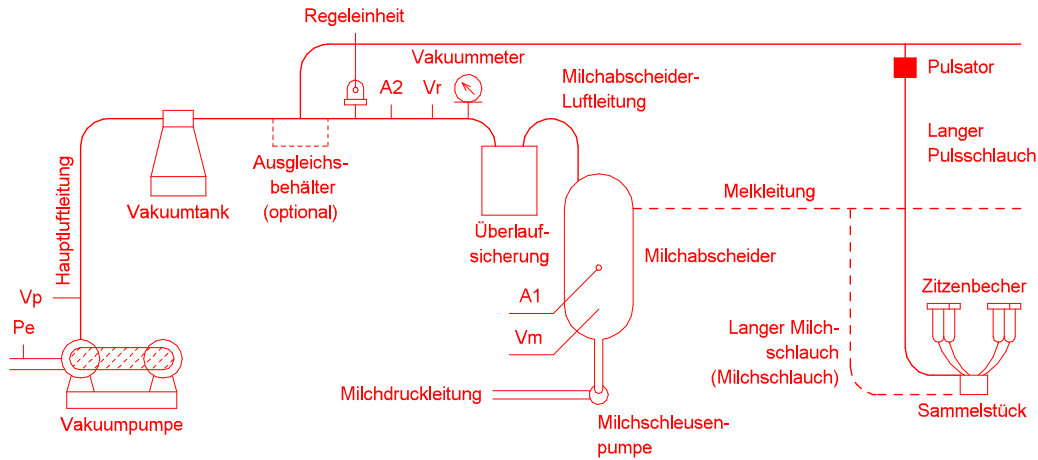 Regeleinheit
Vakuummeter
A2
Vr
Milchabscheider-
Luftleitung
Pulsator
Langer
Pulsschlauch
Hauptluftleitung
Vakuumtank
Ausgleichs-
behälter
(optional)
Überlauf-
sicherung
Melkleitung
Milchabscheider
Zitzenbecher
Vp
Pe
A1
Vm
Langer Milch-
schlauch
(Milchschlauch)
Milchdruckleitung
Vakuumpumpe
Milchschleusen-
pumpe
Sammelstück